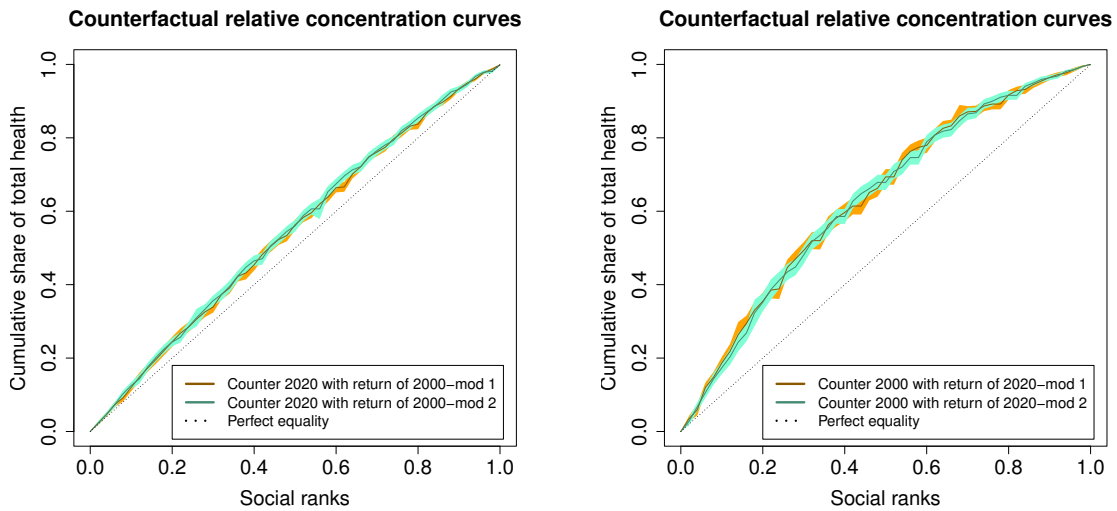 Counterfactual relative concentration curves
Cumulative share of total health
1.0
0.8
0.6
0.4
0.2
0.0
Counter 2020 with return of 2000−mod 1
Counter 2020 with return of 2000−mod 2
Perfect equality
0.0 0.2 0.4 0.6 0.8 1.0
Social ranks
Counterfactual relative concentration curves
Cumulative share of total health
1.0
0.8
0.6
0.4
0.2
0.0
Counter 2000 with return of 2020−mod 1
Counter 2000 with return of 2020−mod 2
Perfect equality
0.0 0.2 0.4 0.6 0.8 1.0
Social ranks